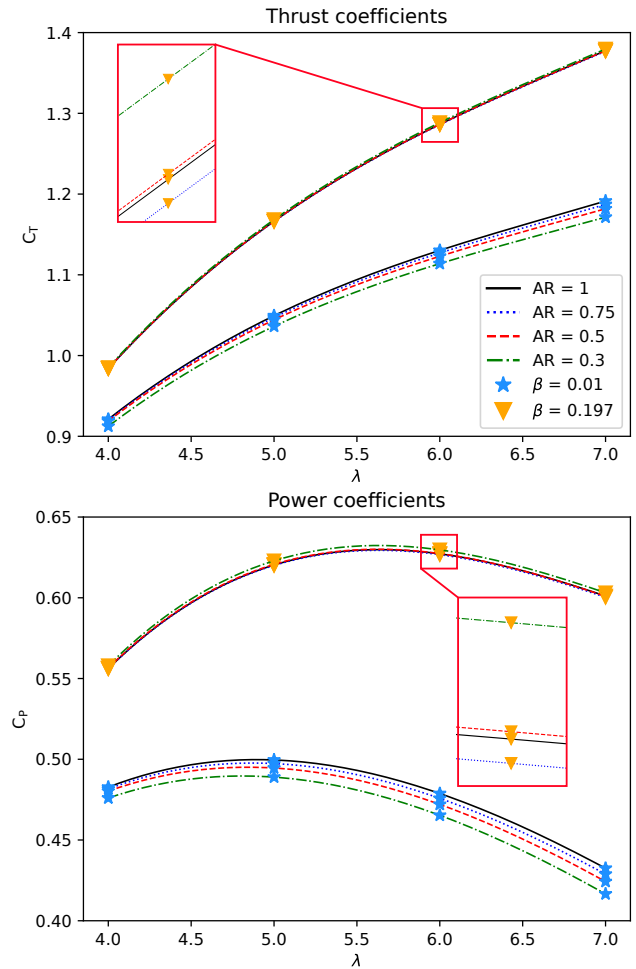 Thrust coefficients
1.4
1.3
1.2
1.1
1.0
0.9
C_T
AR = 1
AR = 0.75
AR = 0.5
AR = 0.3
β = 0.01
β = 0.197
4.0 4.5 5.0 5.5 6.0 6.5 7.0
λ
Power coefficients
0.65
0.60
0.55
0.50
0.45
0.40
C_P
4.0 4.5 5.0 5.5 6.0 6.5 7.0
λ